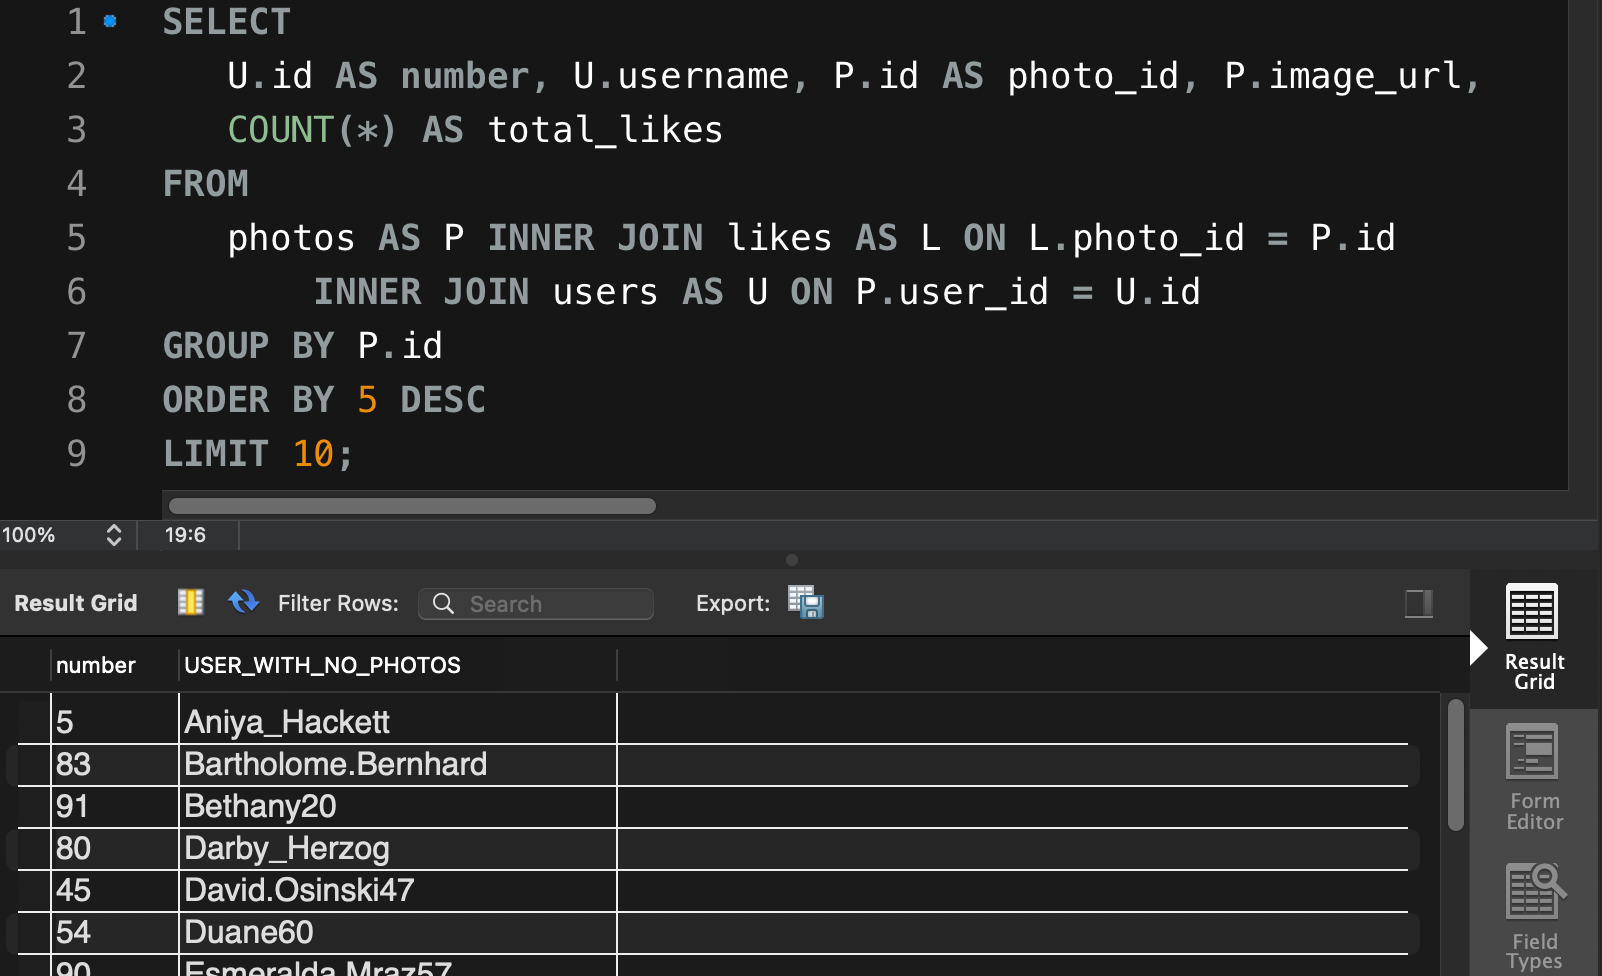 1 SELECT
2 U.id AS number, U.username, P.id AS photo_id, P.image_url,
3 COUNT(*) AS total_likes
4 FROM
5 photos AS P INNER JOIN likes AS L ON L.photo_id = P.id
6 INNER JOIN users AS U ON P.user_id = U.id
7 GROUP BY P.id
8 ORDER BY 5 DESC
9 LIMIT 10;
100% 19:6
Result Grid Filter Rows: Search Export:
number USER_WITH_NO_PHOTOS
5 Aniya_Hackett
83 Bartholome.Bernhard
91 Bethany20
80 Darby_Herzog
45 David.Osinski47
54 Duane60
90 Esmeralda.Mraz57
Result
Grid
Form
Editor
Field
Types